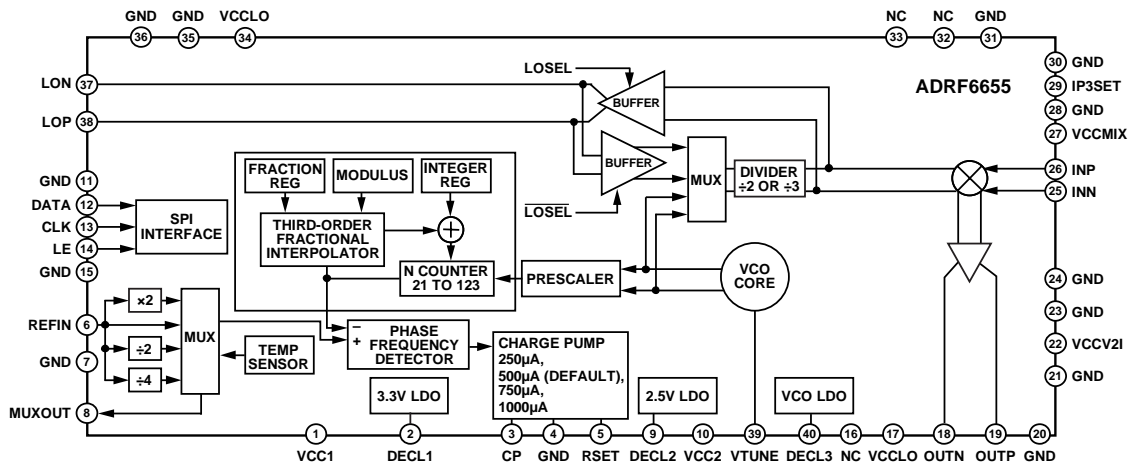 GND
GND
VCCLO
NC
NC
GND
36
35
34
33
32
31
LON
37
LOP
38
LOSEL
BUFFER
ADRF6655
30 GND
29 IP3SET
28 GND
27 VCCMIX
26 INP
25 INN
BUFFER
LOSEL
MUX
DIVIDER
÷2 OR ÷3
GND 11
DATA 12
CLK 13
LE 14
GND 15
SPI
INTERFACE
FRACTION
REG
MODULUS
INTEGER
REG
THIRD-ORDER
FRACTIONAL
INTERPOLATOR
+
N COUNTER
21 TO 123
PRESCALER
VCO
CORE
24 GND
23 GND
22 VCCV2I
21 GND
REFIN 6
GND 7
MUXOUT 8
×2
÷2
÷4
MUX
TEMP
SENSOR
−
+
PHASE
FREQUENCY
DETECTOR
CHARGE PUMP
250µA,
500µA (DEFAULT),
750µA,
1000µA
3.3V LDO
2.5V LDO
VCO LDO
1
2
3
4
5
9
10
39
40
16
17
18
19
20
VCC1
DECL1
CP
GND
RSET
DECL2
VCC2
VTUNE
DECL3
NC
VCCLO
OUTN
OUTP
GND